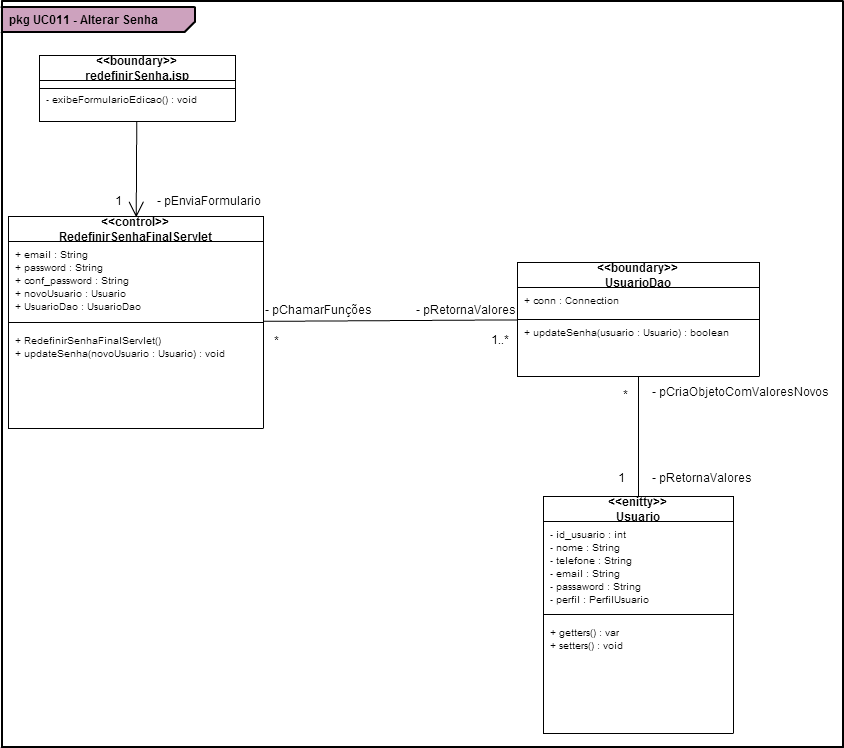 pkg UC011 - Alterar Senha
<<boundary>>
redefinirSenha.jsp
- exibeFormularioEdicao() : void
1
- pEnviaFormulario
<<control>>
RedefinirSenhaFinalServlet
+ email : String
+ password : String
+ conf_password : String
+ novoUsuario : Usuario
+ UsuarioDao : UsuarioDao
+ RedefinirSenhaFinalServlet()
+ updateSenha(novoUsuario : Usuario) : void
- pChamarFunções
*
- pRetornaValores
1..*
<<boundary>>
UsuarioDao
+ conn : Connection
+ updateSenha(usuario : Usuario) : boolean
*
- pCriaObjetoComValoresNovos
1
- pRetornaValores
<<enitty>>
Usuario
- id_usuario : int
- nome : String
- telefone : String
- email : String
- passaword : String
- perfil : PerfilUsuario
+ getters() : var
+ setters() : void